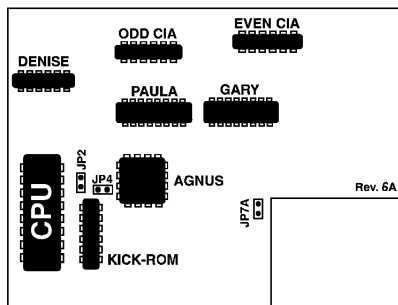 EVEN CIA
ODD CIA
DENISE
PAULA
GARY
JP2
JP4
AGNUS
CPU
Rev. 6A
JP7A
KICK-ROM